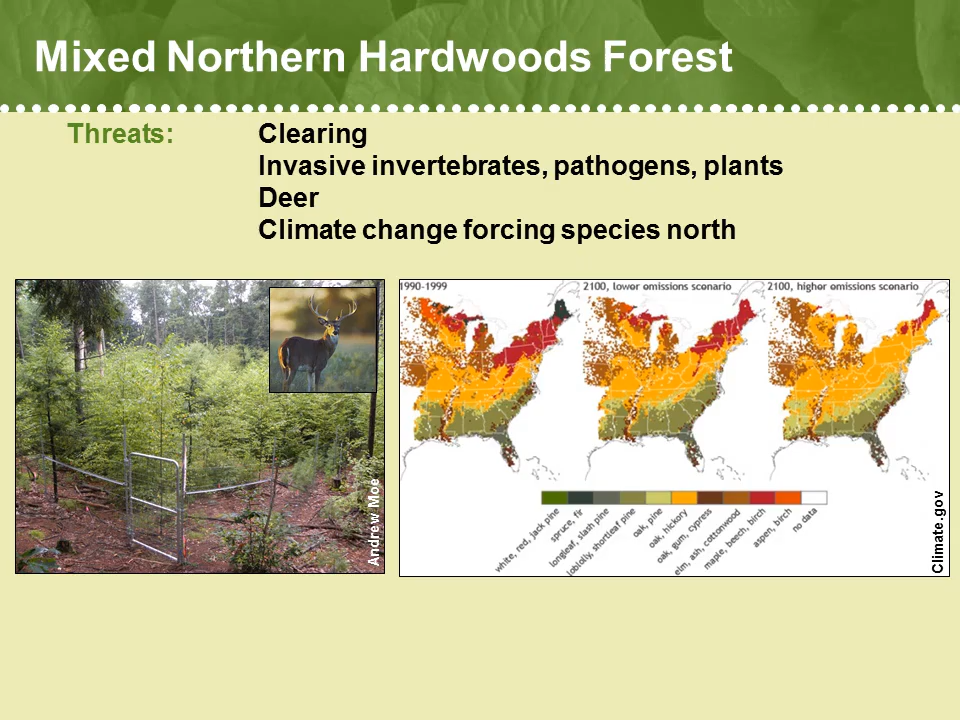 Mixed Northern Hardwoods Forest
Threats:
Clearing
Invasive invertebrates, pathogens, plants
Deer
Climate change forcing species north
Andrew Moe
1990-1999
2100, lower emissions scenario
2100, higher emissions scenario
white, red, jack pine
spruce, fir
longleaf, slash pine
loblolly, shortleaf pine
oak, pine
oak, hickory
oak, gum, cypress
elm, ash, cottonwood
maple, beech, birch
aspen, birch
no data
Climate.gov